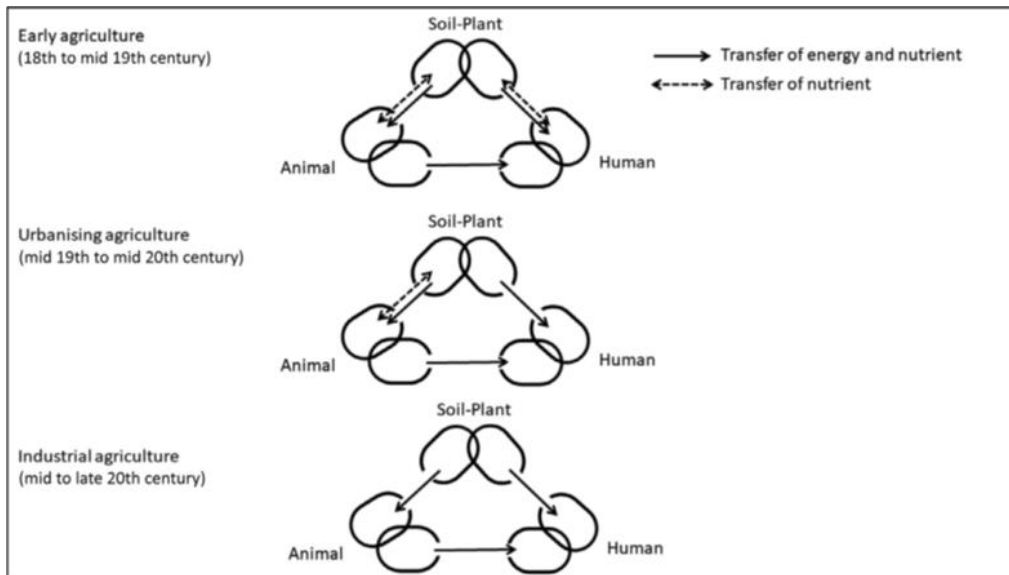 Early agriculture
(18th to mid 19th century)
Soil-Plant
Animal
Human
Transfer of energy and nutrient
Transfer of nutrient
Urbanising agriculture
(mid 19th to mid 20th century)
Soil-Plant
Animal
Human
Industrial agriculture
(mid to late 20th century)
Soil-Plant
Animal
Human